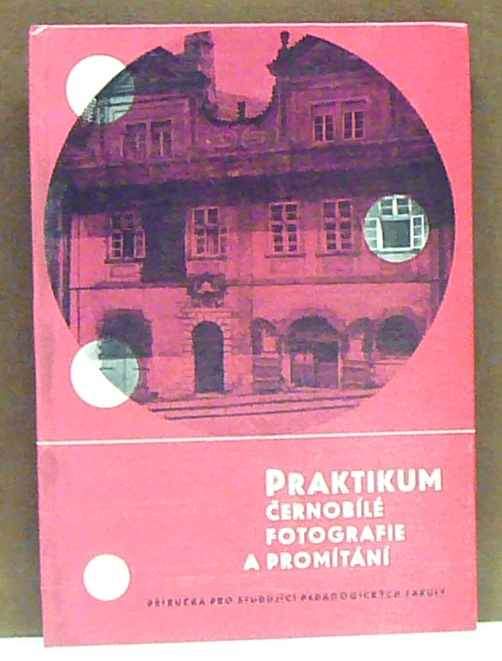 PRAKTIKUM
ČERNOBÍLÉ
FOTOGRAFIE
A PROMÍTÁNÍ
PŘÍRUČKA PRO STUDUJÍCÍ PEDAGOGICKÝCH FAKULT